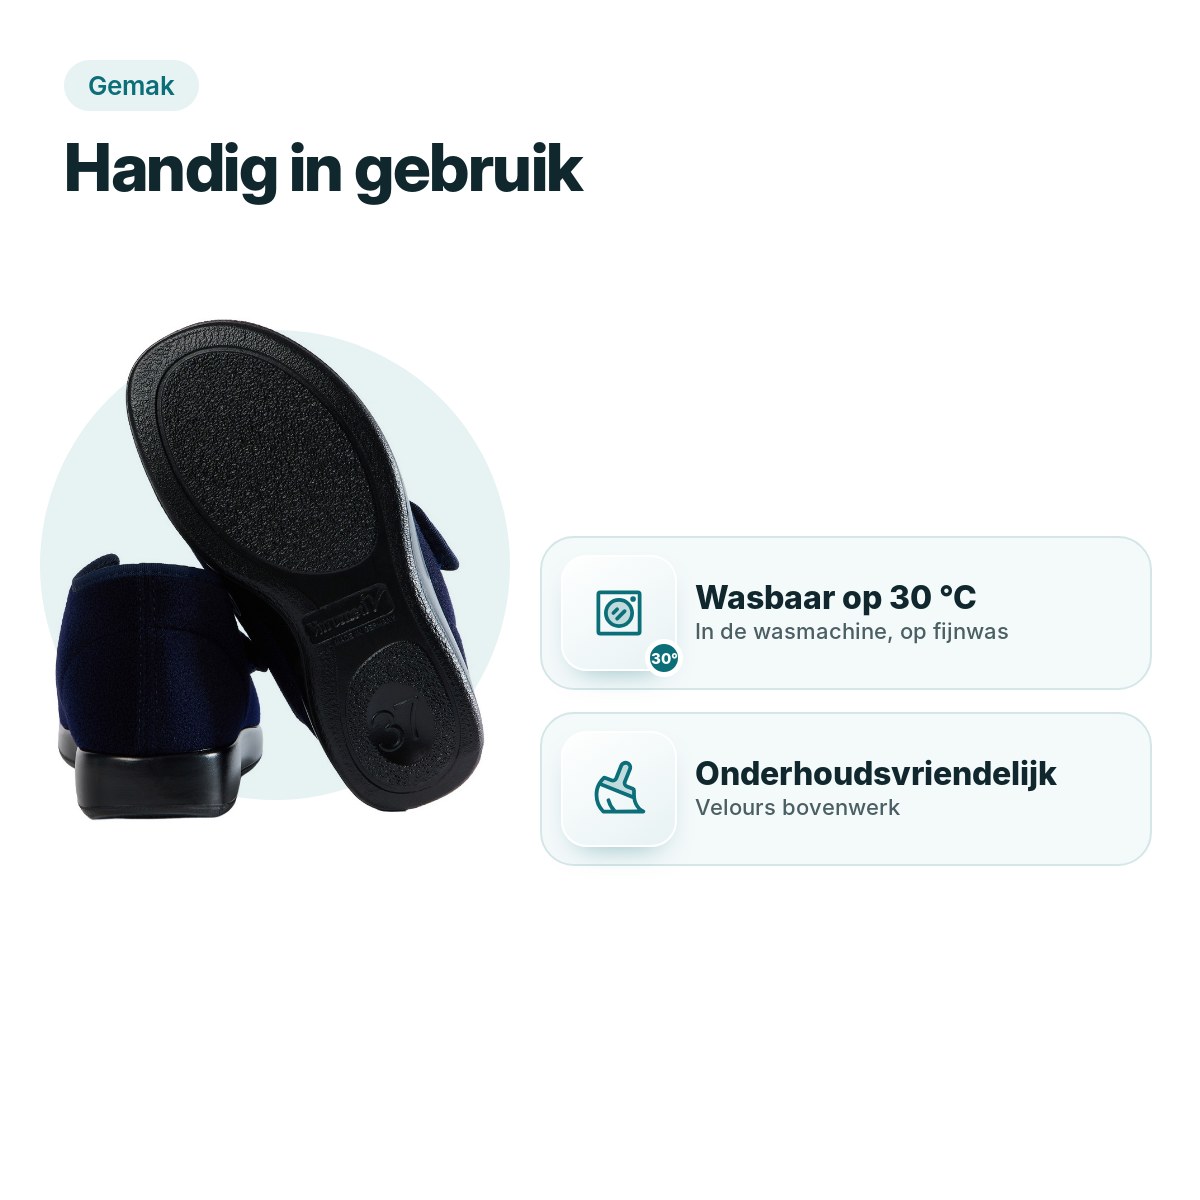 Gemak
Handig in gebruik
Wasbaar op 30 °C
In de wasmachine, op fijnwas
30°
Onderhoudsvriendelijk
Velours bovenwerk
37